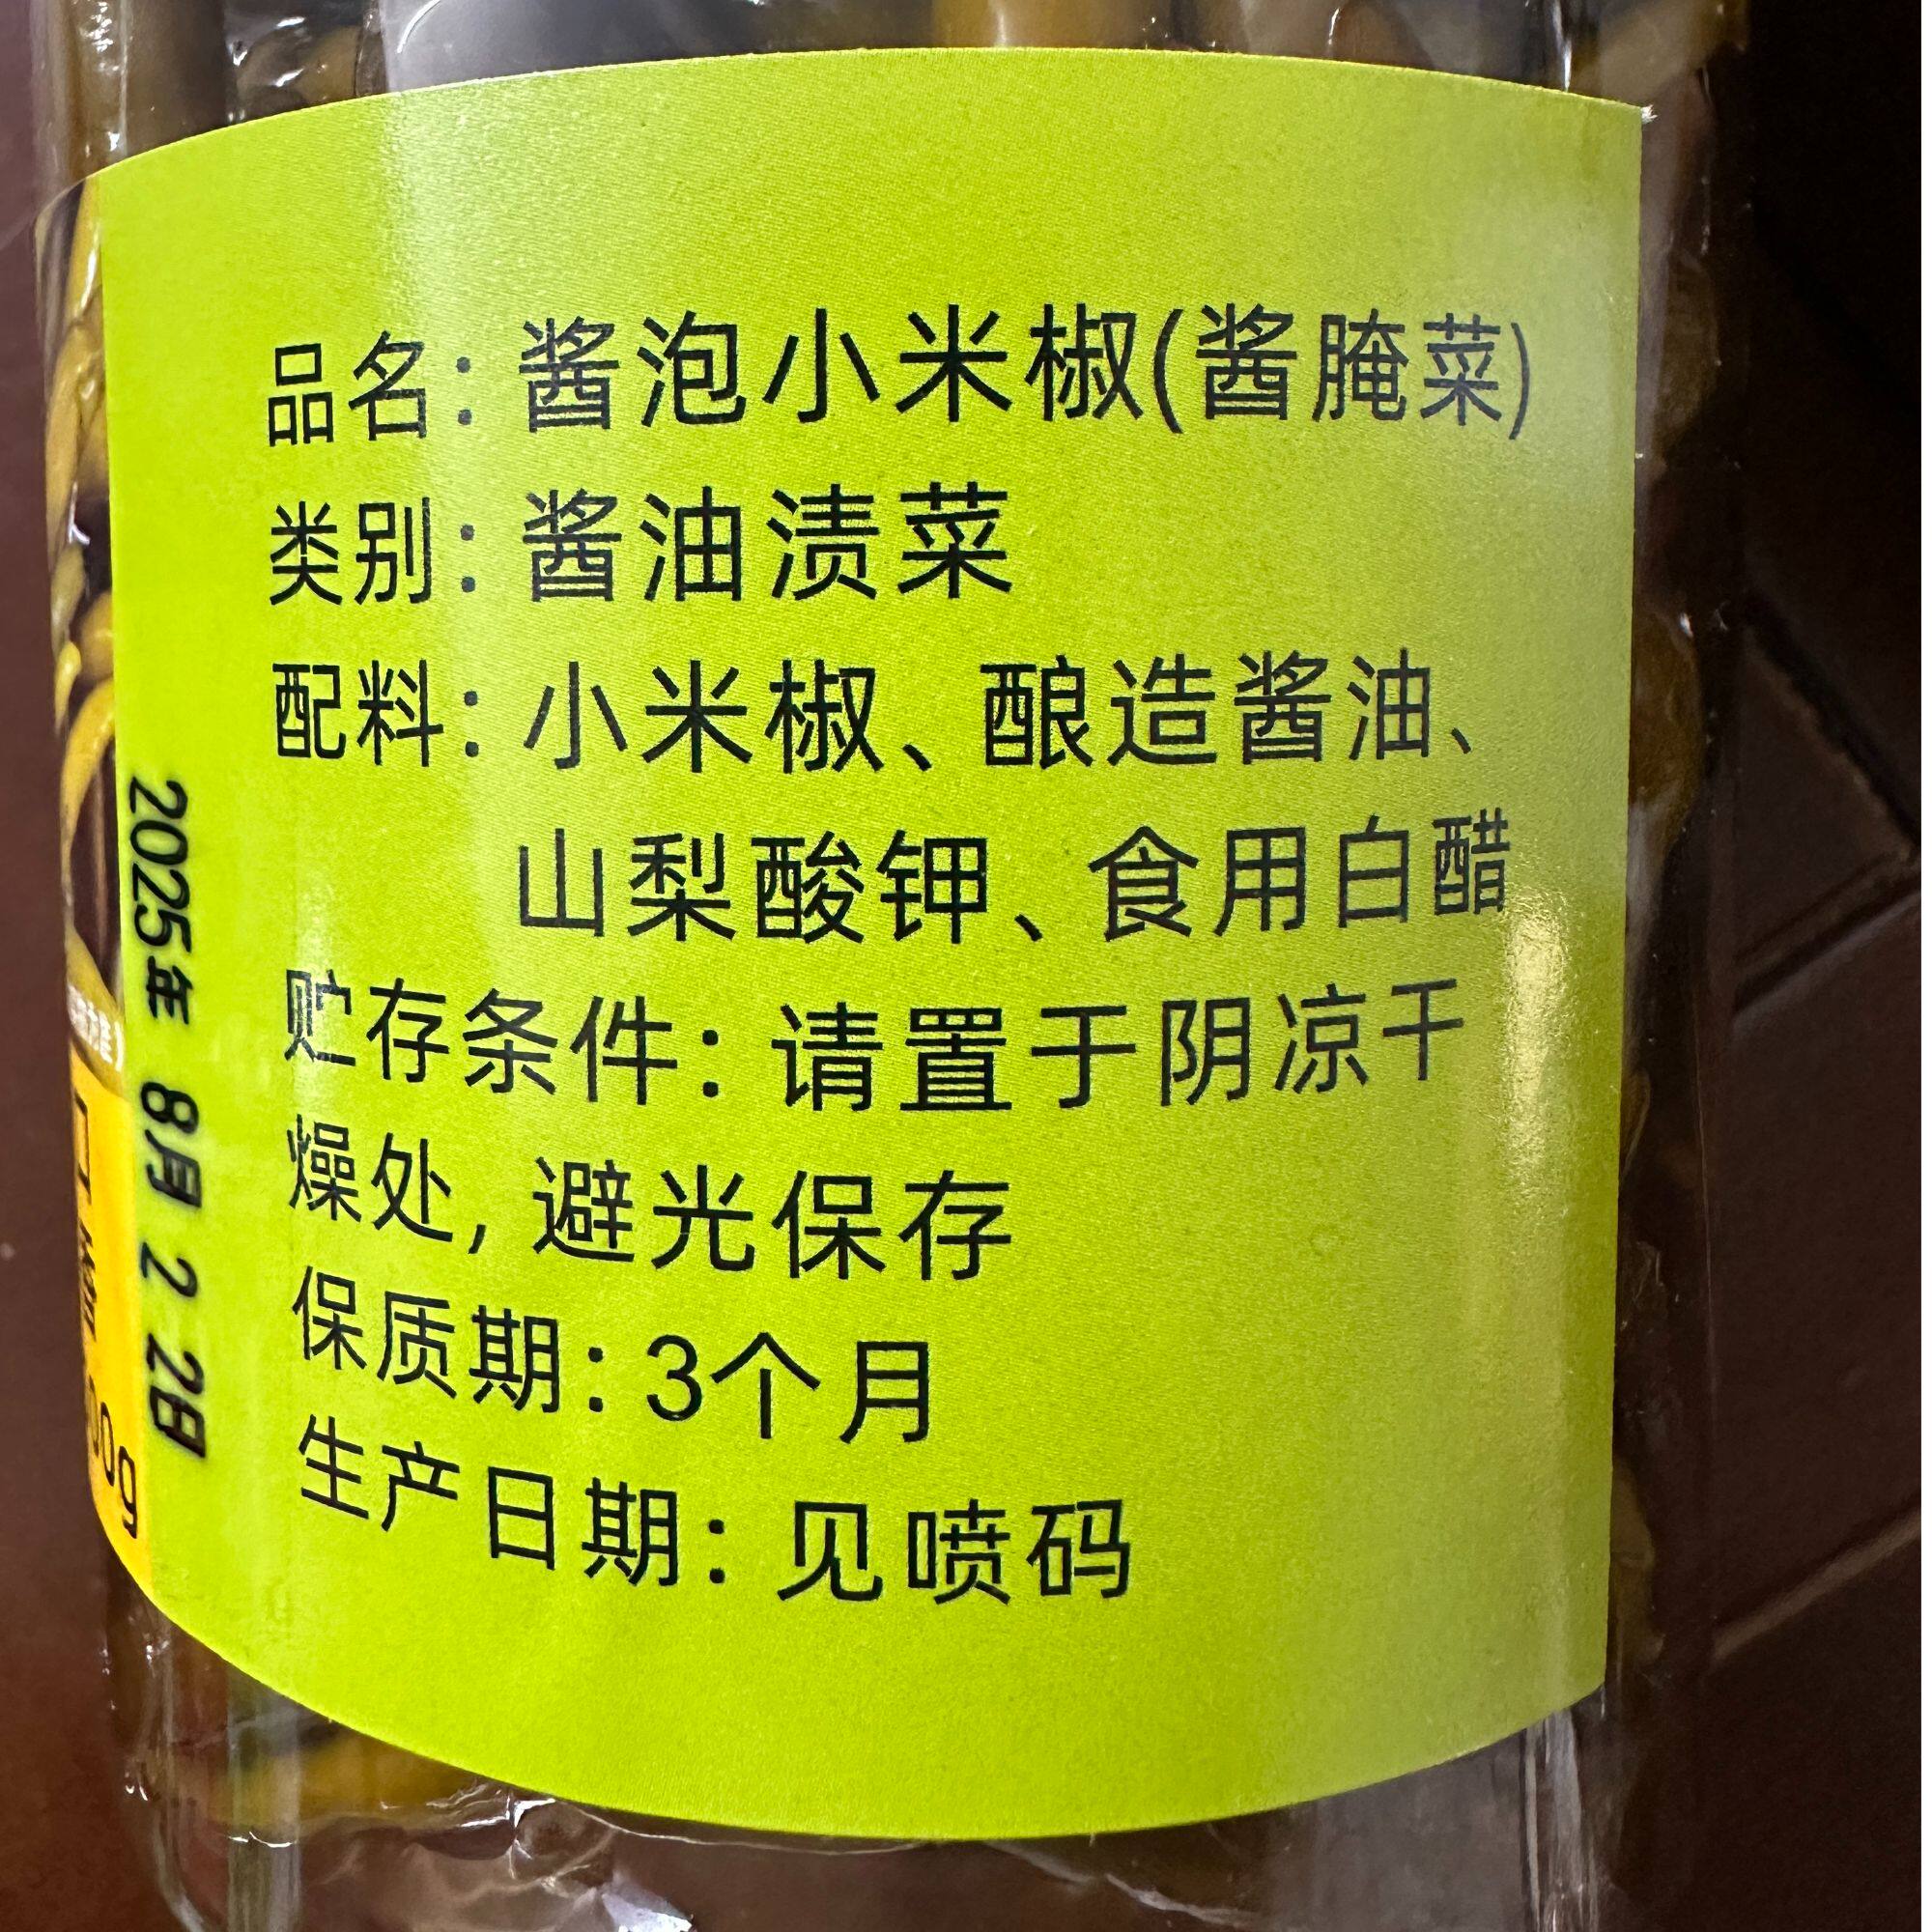 品名：酱泡小米椒(酱腌菜)
类别：酱油渍菜
配料：小米椒、酿造酱油、
山梨酸钾、食用白醋
贮存条件：请置于阴凉干
燥处,避光保存
保质期：3个月
生产日期：见喷码
2025年 8月 2 2日
00g